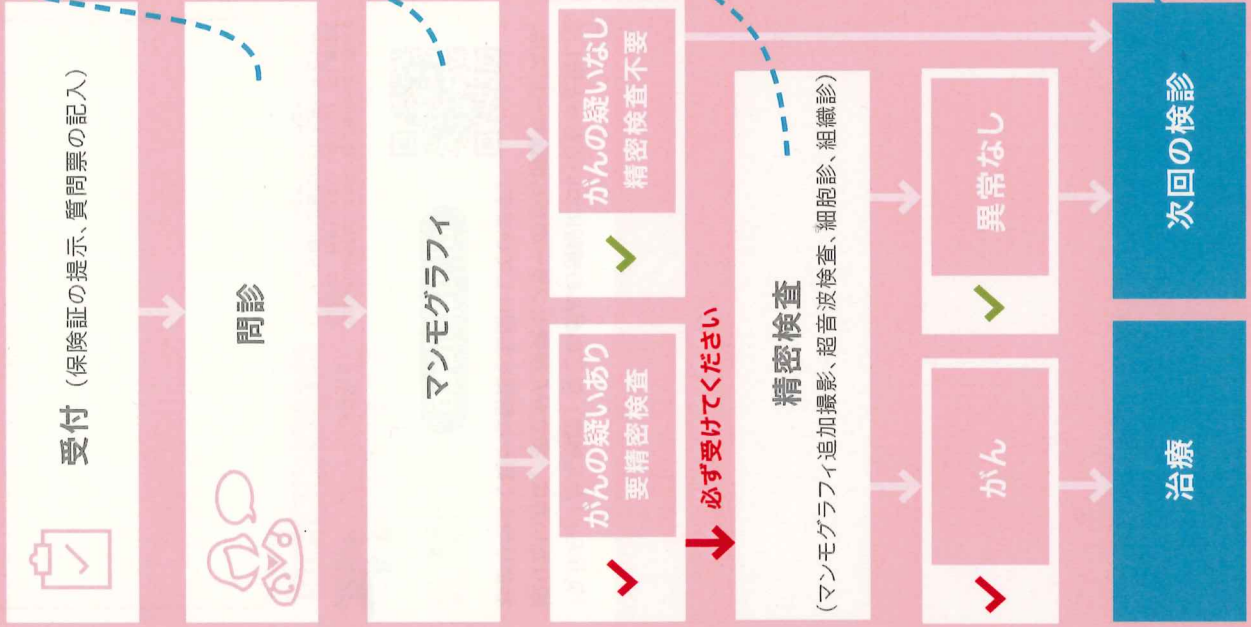 受付（保険証の提示、質問票の記入）
問診
マンモグラフィ
がんの疑いあり
要精密検査
がんの疑いなし
精密検査不要
必ず受けてください
精密検査
（マンモグラフィ追加撮影、超音波検査、細胞診、組織診）
がん
異常なし
治療
次回の検診